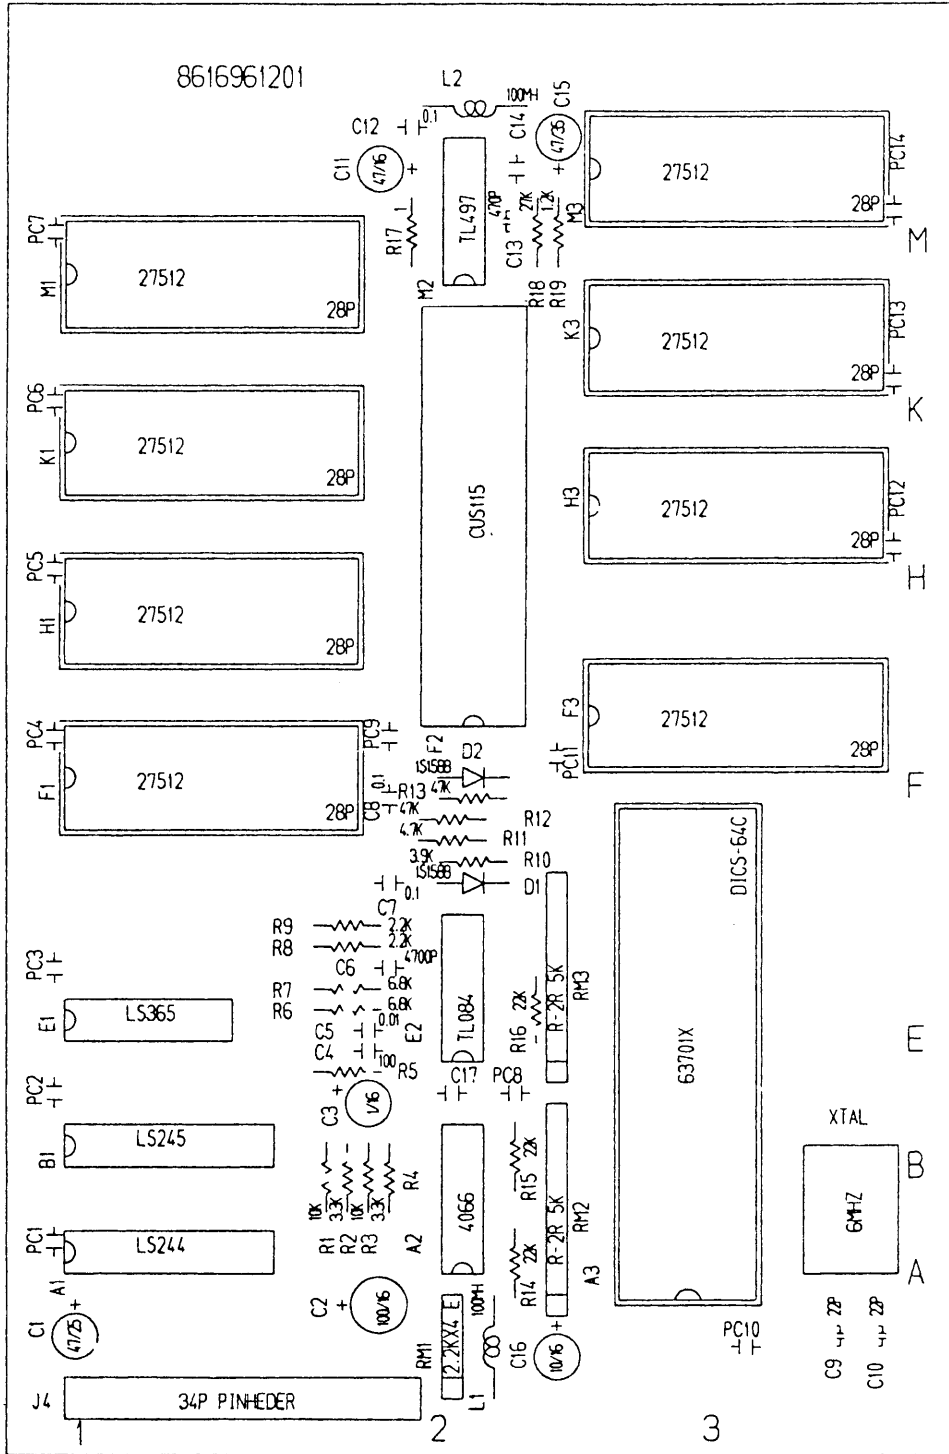 8616961201
L2
100MH
C15
C12
0.1
C14
47/35
C11
47/16
+
+
PC14
27512
28P
M3
TL497
470P
27K
1.2K
R17
1
C13
M
PC7
M1
27512
28P
M2
R18
R19
K3
27512
28P
PC13
K
PC6
K1
27512
28P
CUS115
H3
27512
28P
PC12
H
PC5
H1
27512
28P
F3
27512
28P
PC4
PC9
F2
D2
PC11
F1
27512
28P
C8
0.1
1S1588
R13
47K
47K
R12
4.7K
R11
3.9K
R10
1S1588
D1
F
DICS-64C
0.1
C7
R9
2.2K
R8
2.2K
C6
4700P
PC3
R7
6.8K
R6
6.8K
E1
LS365
C5
0.01
E2
TL084
22K
R16
R-2R 5K
RM3
C4
100
R5
63701X
E
PC2
C3
+
1/16
C17
PC8
XTAL
B1
LS245
R4
R15
22K
B
10K
3.3K
10K
3.3K
4066
R-2R 5K
RM2
6MHZ
PC1
LS244
R1
R2
R3
A2
R14
22K
A3
A
A1
C1
+
47/25
C2
+
100/16
RM1
2.2KX4
E
100MH
C16
+
10/16
PC10
22P
22P
C9
C10
J4
34P PINHEDER
L1
1
2
3